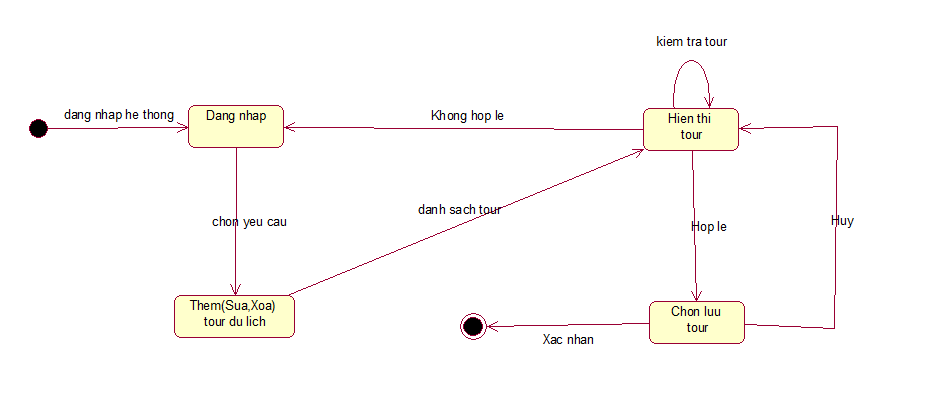 kiem tra tour
dang nhap he thong
Dang nhap
Khong hop le
Hien thi
tour
danh sach tour
chon yeu cau
Hop le
Huy
Them(Sua,Xoa)
tour du lich
Chon luu
tour
Xac nhan